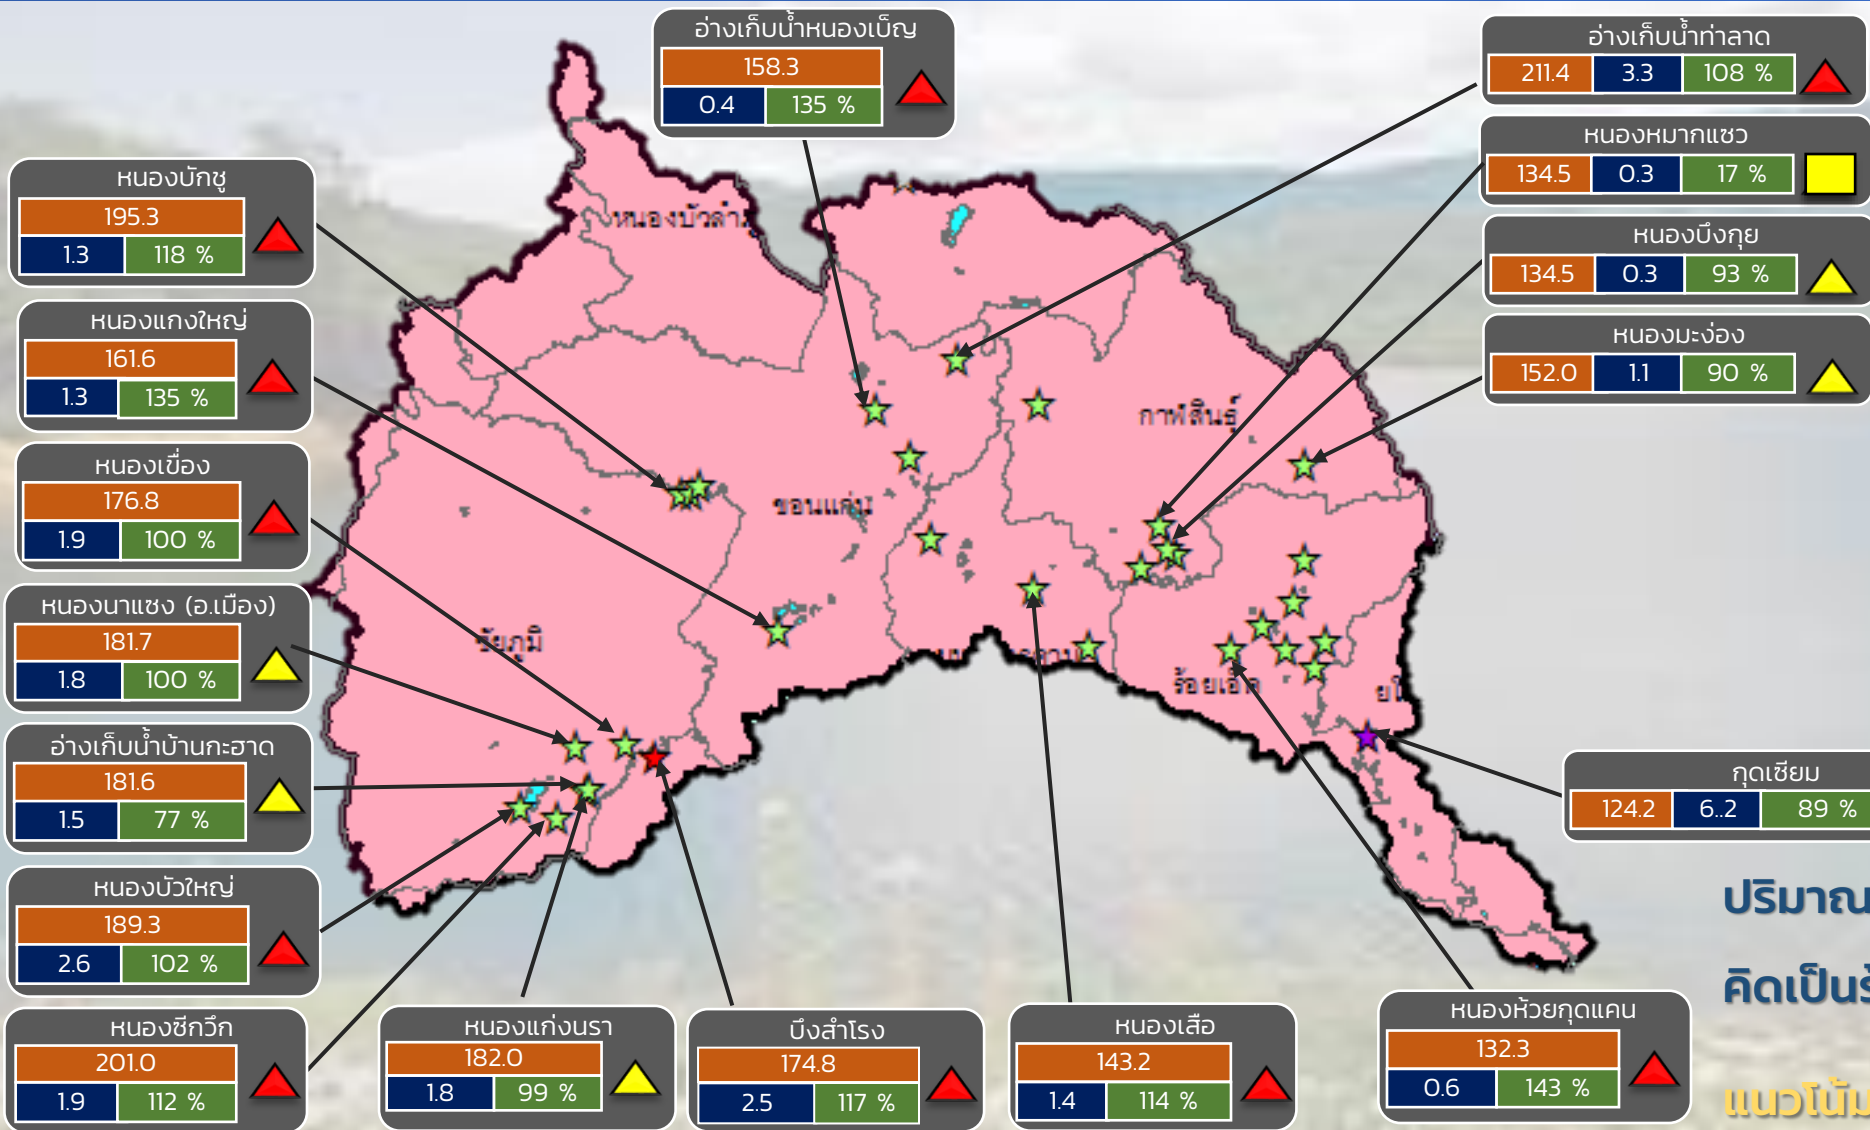 อ่างเก็บน้ำหนองเบ็ญ
158.3
0.4 135 %
อ่างเก็บน้ำท่าลาด
211.4 3.3 108 %
หนองหมากแซว
134.5 0.3 17 %
หนองบึงกุย
134.5 0.3 93 %
หนองมะง่อง
152.0 1.1 90 %
หนองบักชู
195.3
1.3 118 %
หนองแกงใหญ่
161.6
1.3 135 %
หนองเขื่อง
176.8
1.9 100 %
หนองนาแซง (อ.เมือง)
181.7
1.8 100 %
อ่างเก็บน้ำบ้านกะฮาด
181.6
1.5 77 %
หนองบัวใหญ่
189.3
2.6 102 %
หนองซีกวึก
201.0
1.9 112 %
หนองแก่งนรา
182.0
1.8 99 %
บึงสำโรง
174.8
2.5 117 %
หนองเสือ
143.2
1.4 114 %
หนองห้วยกุดแคน
132.3
0.6 143 %
กุดเซียม
124.2 6..2 89 %
หนองบัวลำภ
กาฬสินธุ์
ขอนแก่น
ชัยภูมิ
ร้อยเอ็ด
ปริมาณ
คิดเป็นร้
แนวโน้ม